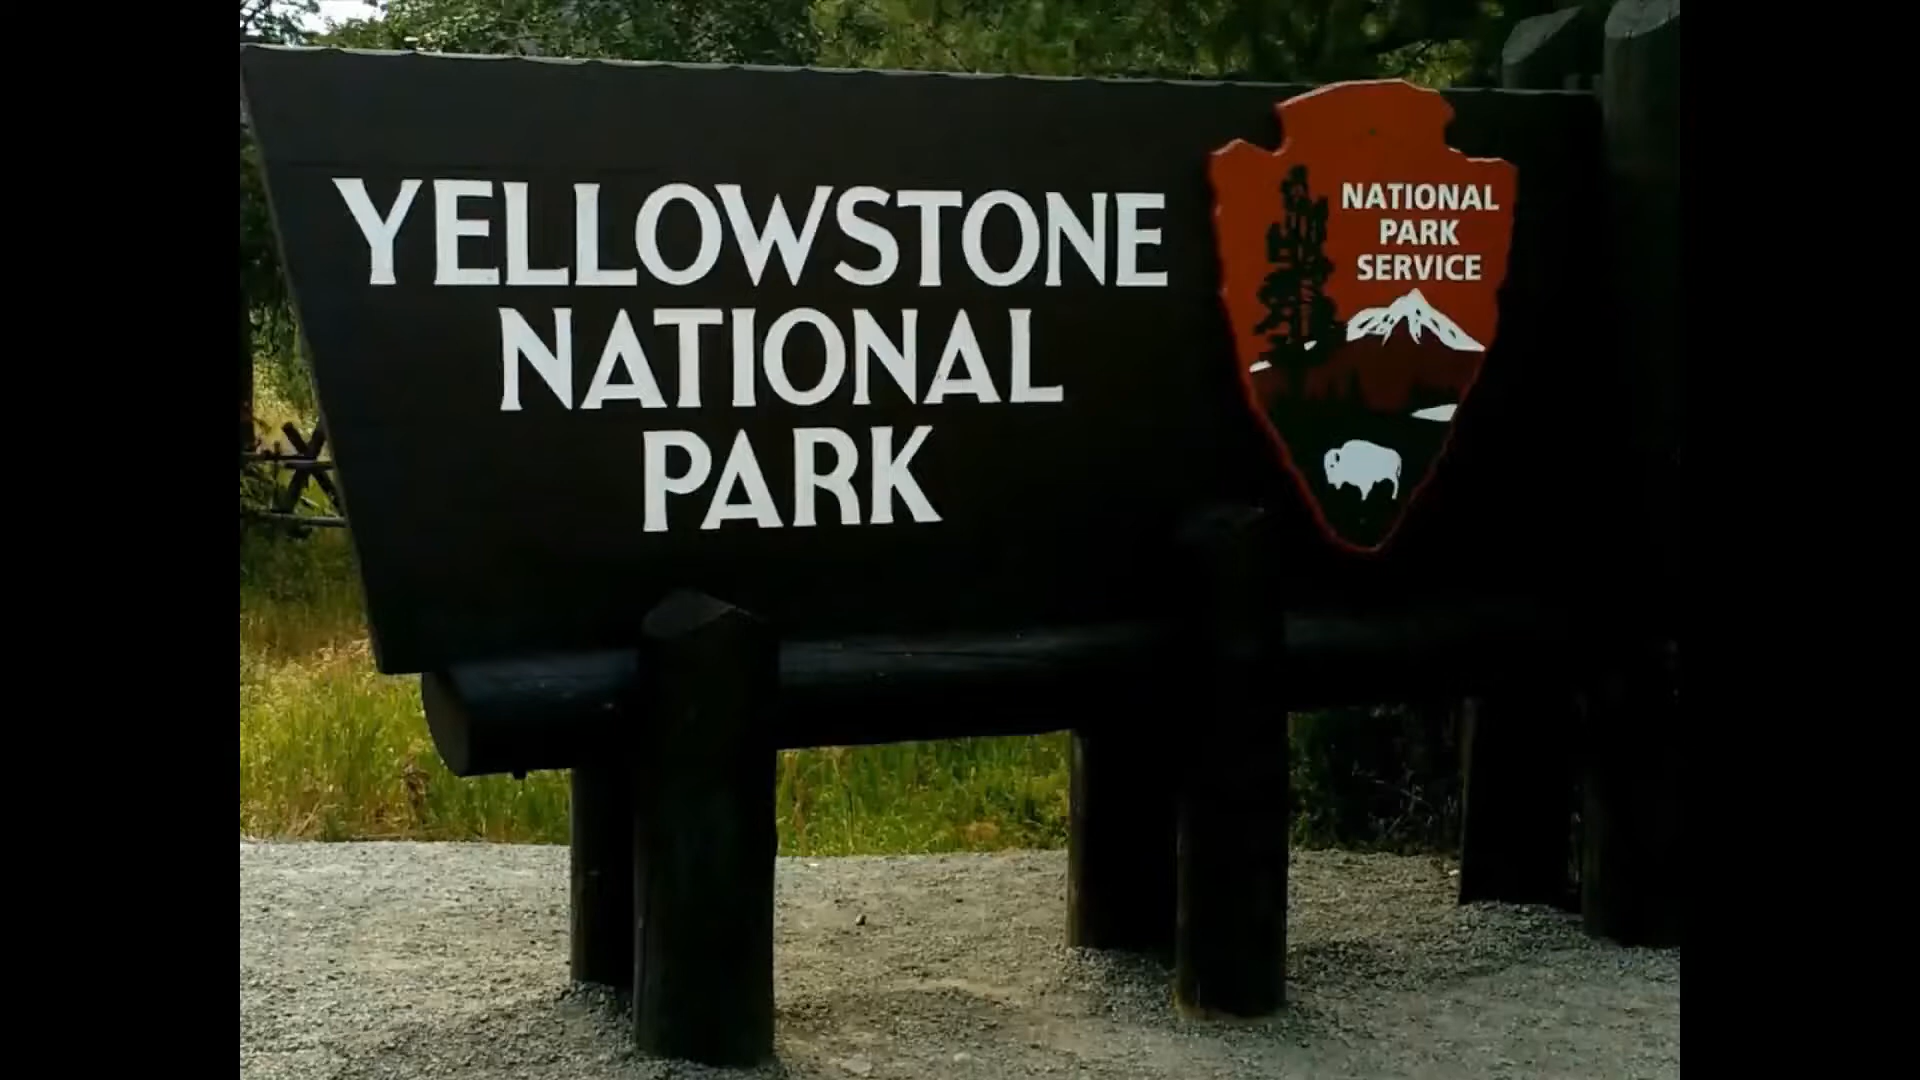 YELLOWSTONE
NATIONAL
PARK
NATIONAL
PARK
SERVICE